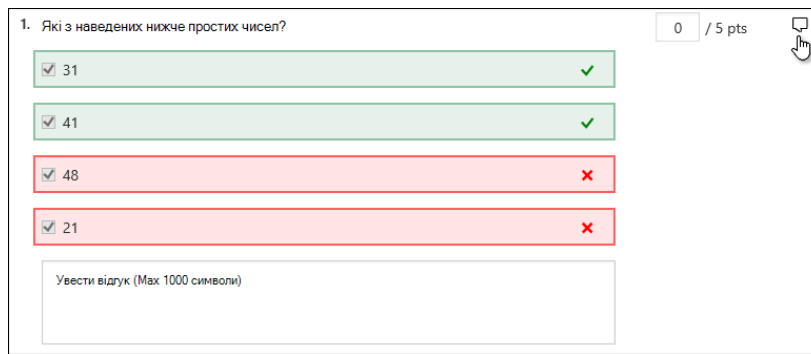 1. Які з наведених нижче простих чисел?
0 / 5 pts
31
41
48
21
Увести відгук (Max 1000 символи)